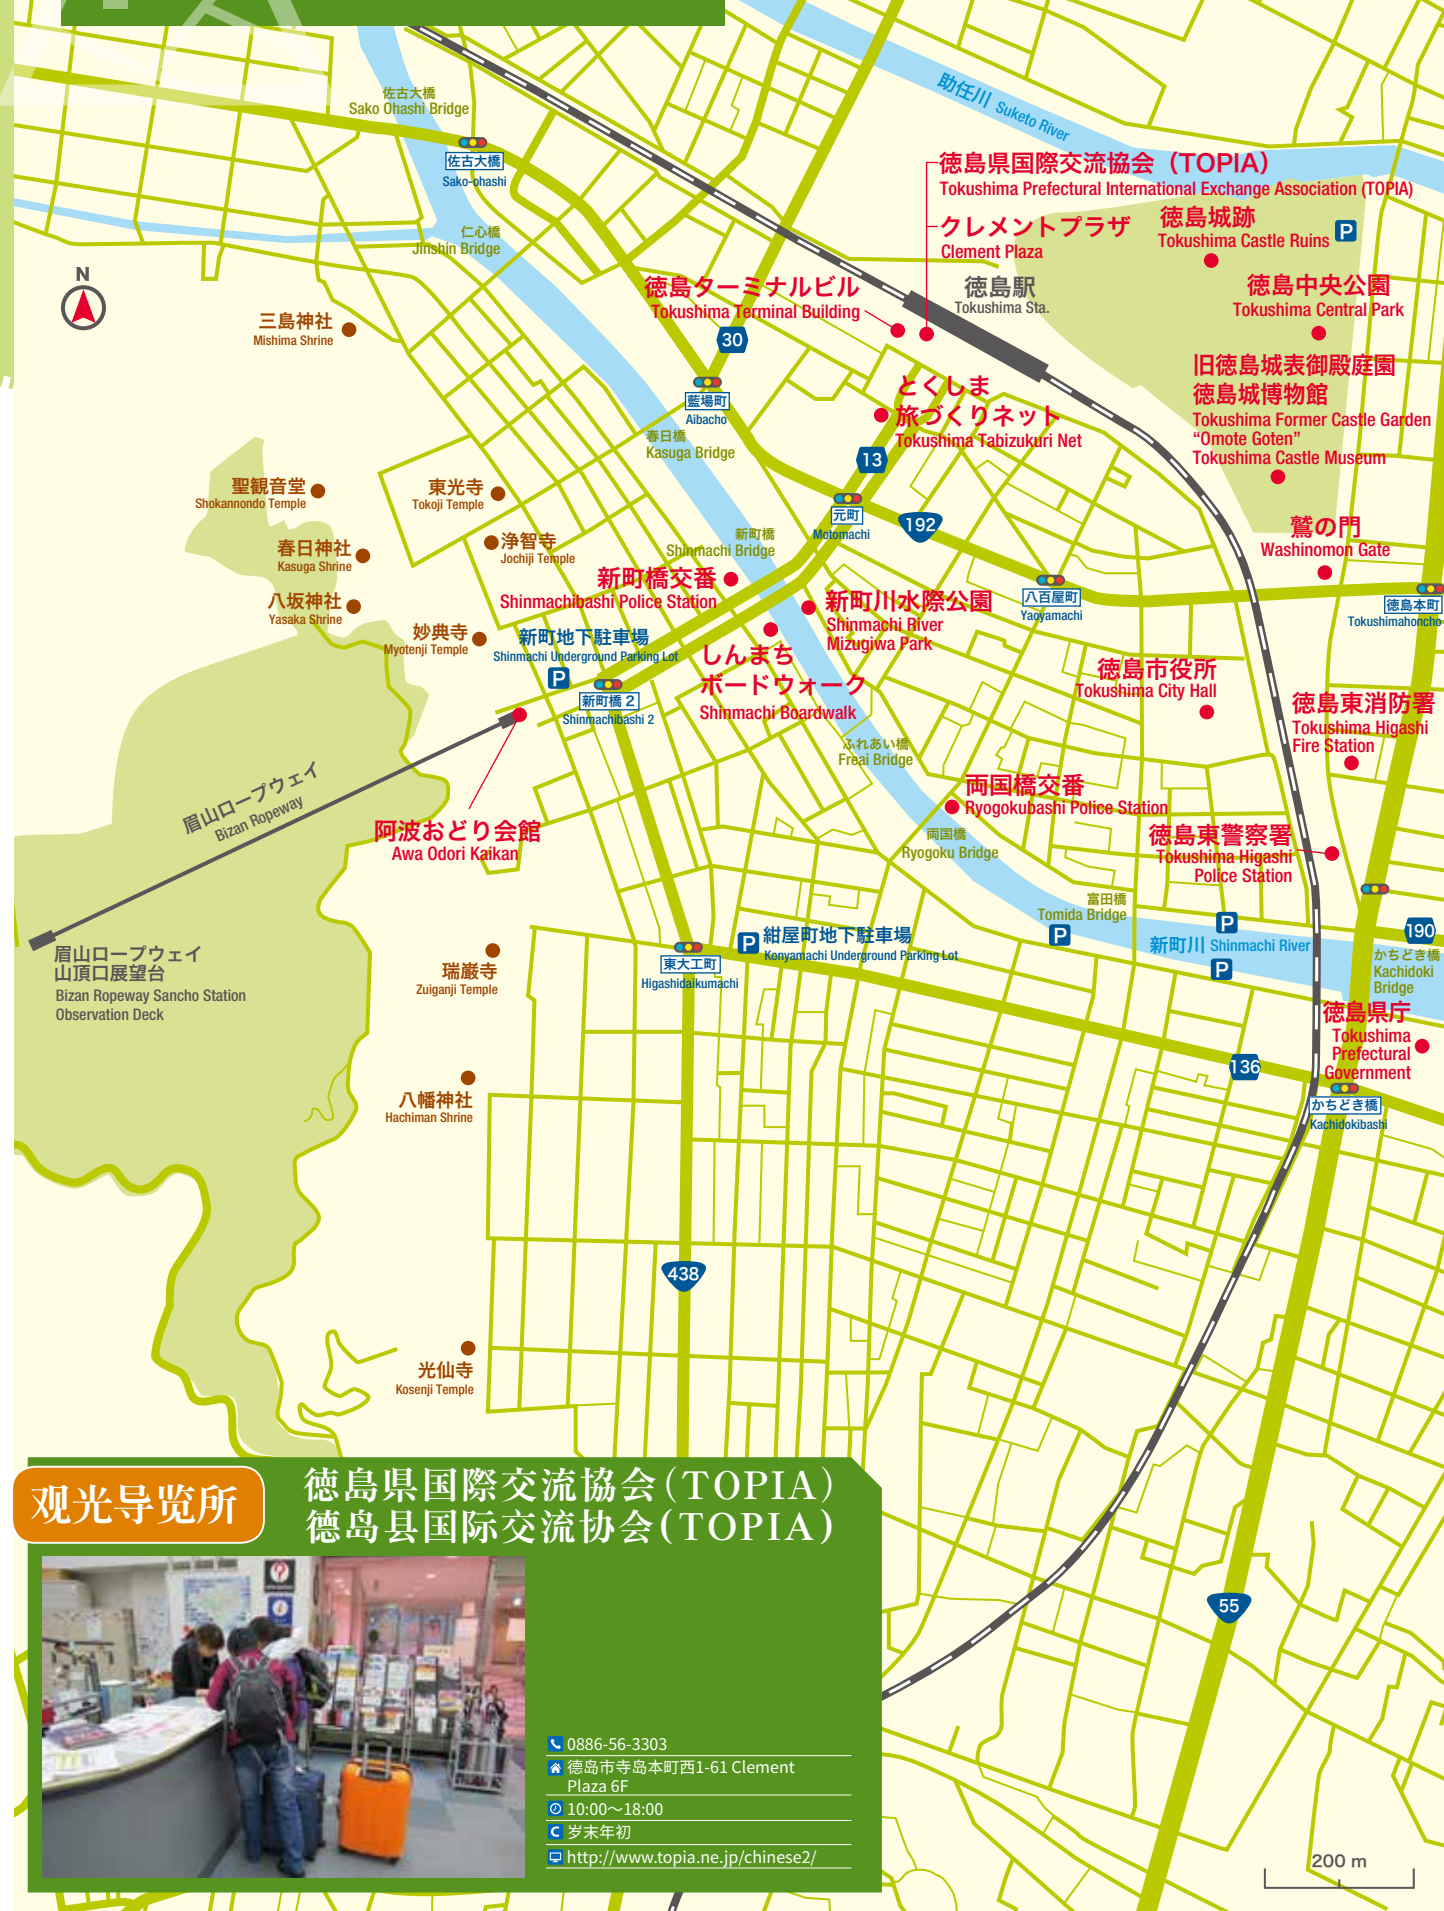 佐古大橋
Sako Ohashi Bridge
助任川 Suketo River
佐古大橋
Sako-ohashi
徳島県国際交流協会（TOPIA）
Tokushima Prefectural International Exchange Association (TOPIA)
クレメントプラザ
Clement Plaza
徳島城跡
Tokushima Castle Ruins
P
仁心橋
Jinshin Bridge
N
徳島ターミナルビル
Tokushima Terminal Building
徳島駅
Tokushima Sta.
徳島中央公園
Tokushima Central Park
三島神社
Mishima Shrine
30
旧徳島城表御殿庭園
徳島城博物館
Tokushima Former Castle Garden
“Omote Goten”
Tokushima Castle Museum
とくしま
旅づくりネット
Tokushima Tabizukuri Net
藍場町
Aibacho
春日橋
Kasuga Bridge
13
聖観音堂
Shokannondo Temple
東光寺
Tokoji Temple
元町
Motomachi
192
鷲の門
Washinomon Gate
新町橋
Shinmachi Bridge
浄智寺
Jochiji Temple
春日神社
Kasuga Shrine
新町橋交番
Shinmachibashi Police Station
八坂神社
Yasaka Shrine
新町川水際公園
Shinmachi River
Mizugiwa Park
八百屋町
Yaoyamachi
徳島本町
Tokushimahoncho
妙典寺
Myotenji Temple
新町地下駐車場
Shinmachi Underground Parking Lot
P
しんまち
ボードウォーク
Shinmachi Boardwalk
新町橋 2
Shinmachibashi 2
徳島市役所
Tokushima City Hall
徳島東消防署
Tokushima Higashi
Fire Station
ふれあい橋
Freai Bridge
眉山ロープウェイ
Bizan Ropeway
両国橋交番
Ryogokubashi Police Station
阿波おどり会館
Awa Odori Kaikan
両国橋
Ryogoku Bridge
徳島東警察署
Tokushima Higashi
Police Station
富田橋
Tomida Bridge
P
P
190
新町川 Shinmachi River
P
かちどき橋
Kachidoki
Bridge
P
紺屋町地下駐車場
Konyamachi Underground Parking Lot
東大工町
Higashidaikumachi
眉山ロープウェイ
山頂口展望台
Bizan Ropeway Sancho Station
Observation Deck
瑞巌寺
Zuiganji Temple
徳島県庁
Tokushima
Prefectural
Government
136
かちどき橋
Kachidokibashi
八幡神社
Hachiman Shrine
438
光仙寺
Kosenji Temple
55
观光导览所
徳島県国際交流協会（TOPIA）
德岛县国际交流协会(TOPIA)
?
i
0886-56-3303
德岛市寺岛本町西1-61 Clement
Plaza 6F
10:00～18:00
C 岁末年初
http://www.topia.ne.jp/chinese2/
200 m